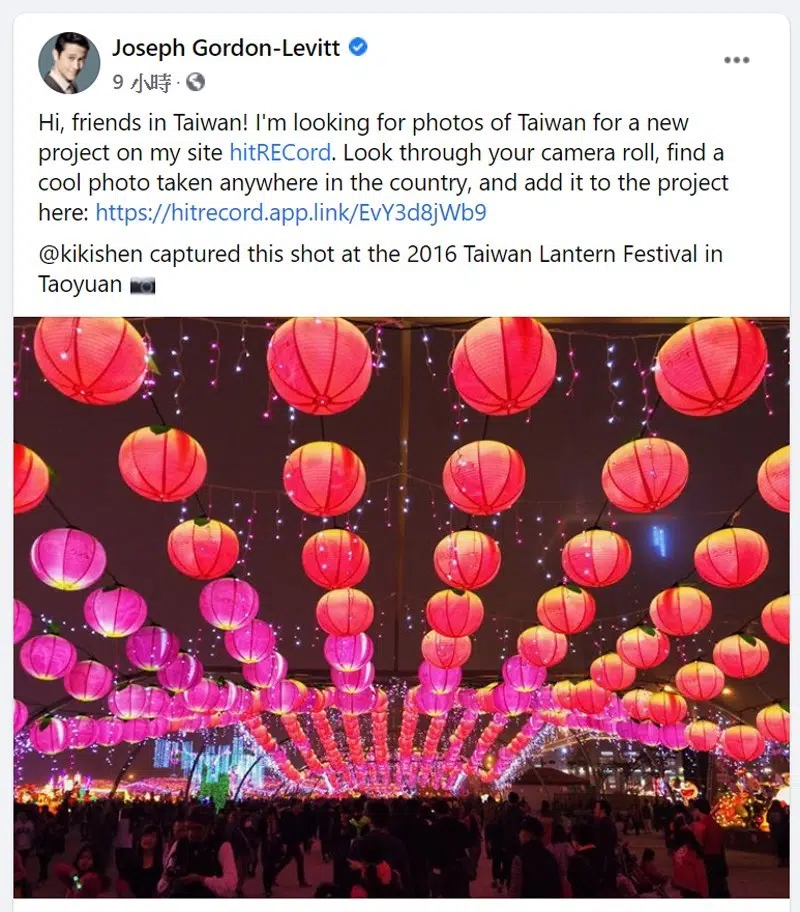 Joseph Gordon-Levitt
9 小時 ·
Hi, friends in Taiwan! I'm looking for photos of Taiwan for a new
project on my site hitRECord. Look through your camera roll, find a
cool photo taken anywhere in the country, and add it to the project
here: https://hitrecord.app.link/EvY3d8jWb9
@kikishen captured this shot at the 2016 Taiwan Lantern Festival in
Taoyuan